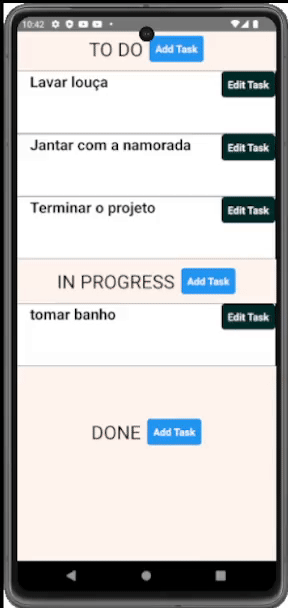 10:42
TO DO Add Task
Lavar louça Edit Task
Jantar com a namorada Edit Task
Terminar o projeto Edit Task
IN PROGRESS Add Task
tomar banho Edit Task
DONE Add Task